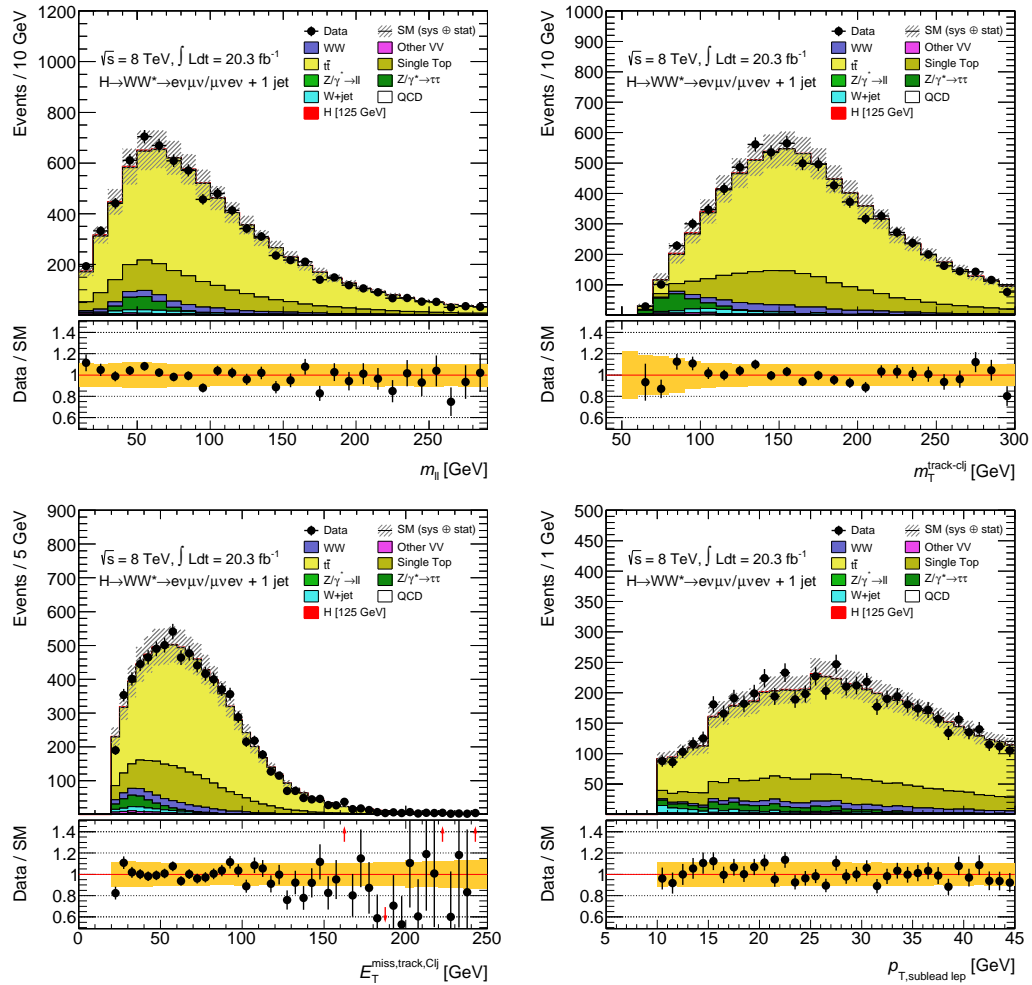 Events / 10 GeV
1200
1000
800
600
400
200
√s = 8 TeV, ∫ Ldt = 20.3 fb⁻¹
H→WW*→eνμν/μνeν + 1 jet
Data
SM (sys ⊕ stat)
WW
Other VV
tt̄
Single Top
Z/γ*→ll
Z/γ*→ττ
W+jet
QCD
H [125 GeV]
Data / SM
1.4
1.2
1
0.8
0.6
50 100 150 200 250
m_ll [GeV]
Events / 10 GeV
1000
900
800
700
600
500
400
300
200
100
√s = 8 TeV, ∫ Ldt = 20.3 fb⁻¹
H→WW*→eνμν/μνeν + 1 jet
Data
SM (sys ⊕ stat)
WW
Other VV
tt̄
Single Top
Z/γ*→ll
Z/γ*→ττ
W+jet
QCD
H [125 GeV]
Data / SM
1.4
1.2
1
0.8
0.6
50 100 150 200 250 300
m_T^track-clj [GeV]
Events / 5 GeV
900
800
700
600
500
400
300
200
100
√s = 8 TeV, ∫ Ldt = 20.3 fb⁻¹
H→WW*→eνμν/μνeν + 1 jet
Data
SM (sys ⊕ stat)
WW
Other VV
tt̄
Single Top
Z/γ*→ll
Z/γ*→ττ
W+jet
QCD
H [125 GeV]
Data / SM
1.4
1.2
1
0.8
0.6
0 50 100 150 200 250
E_T^miss,track,Clj [GeV]
Events / 1 GeV
500
450
400
350
300
250
200
150
100
50
√s = 8 TeV, ∫ Ldt = 20.3 fb⁻¹
H→WW*→eνμν/μνeν + 1 jet
Data
SM (sys ⊕ stat)
WW
Other VV
tt̄
Single Top
Z/γ*→ll
Z/γ*→ττ
W+jet
QCD
H [125 GeV]
Data / SM
1.4
1.2
1
0.8
0.6
5 10 15 20 25 30 35 40 45
p_T,sublead lep [GeV]